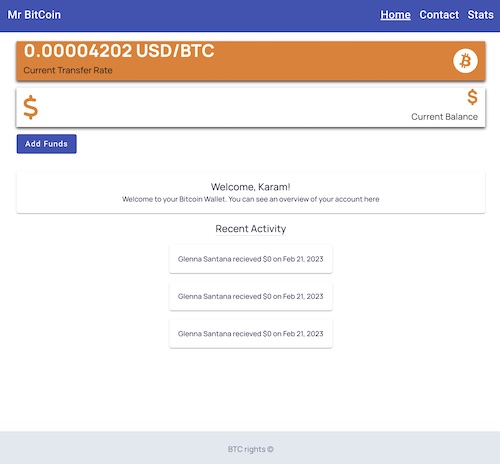 Mr BitCoin
Home Contact Stats
0.00004202 USD/BTC
Current Transfer Rate
$
$
Current Balance
Add Funds
Welcome, Karam!
Welcome to your Bitcoin Wallet. You can see an overview of your account here
Recent Activity
Glenna Santana recieved $0 on Feb 21, 2023
Glenna Santana recieved $0 on Feb 21, 2023
Glenna Santana recieved $0 on Feb 21, 2023
BTC rights ©